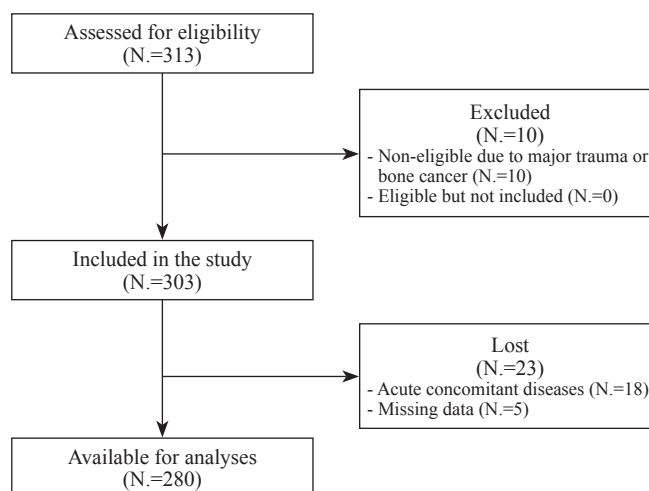 Assessed for eligibility
(N.=313)
Excluded
(N.=10)
- Non-eligible due to major trauma or
bone cancer (N.=10)
- Eligible but not included (N.=0)
Included in the study
(N.=303)
Lost
(N.=23)
- Acute concomitant diseases (N.=18)
- Missing data (N.=5)
Available for analyses
(N.=280)